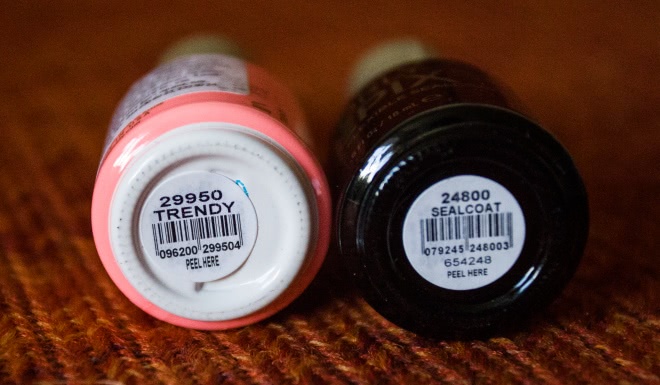 29950
TRENDY
096200 299504
PEEL HERE
24800
SEALCOAT
079245 248003
654248
PEEL HERE